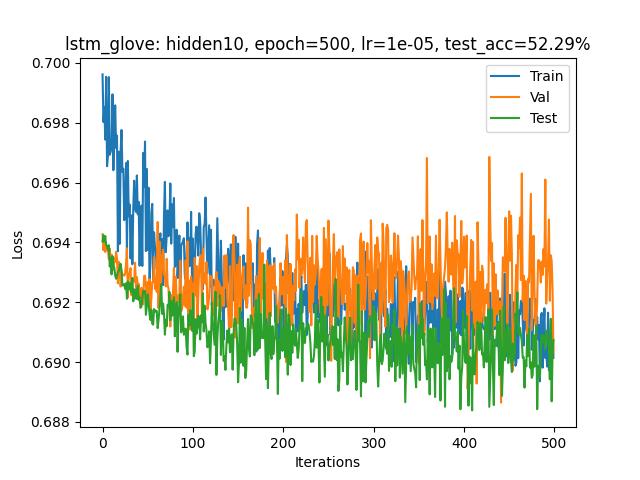 lstm_glove: hidden10, epoch=500, lr=1e-05, test_acc=52.29%
0.700
0.698
0.696
0.694
0.692
0.690
0.688
Loss
Train
Val
Test
0 100 200 300 400 500
Iterations